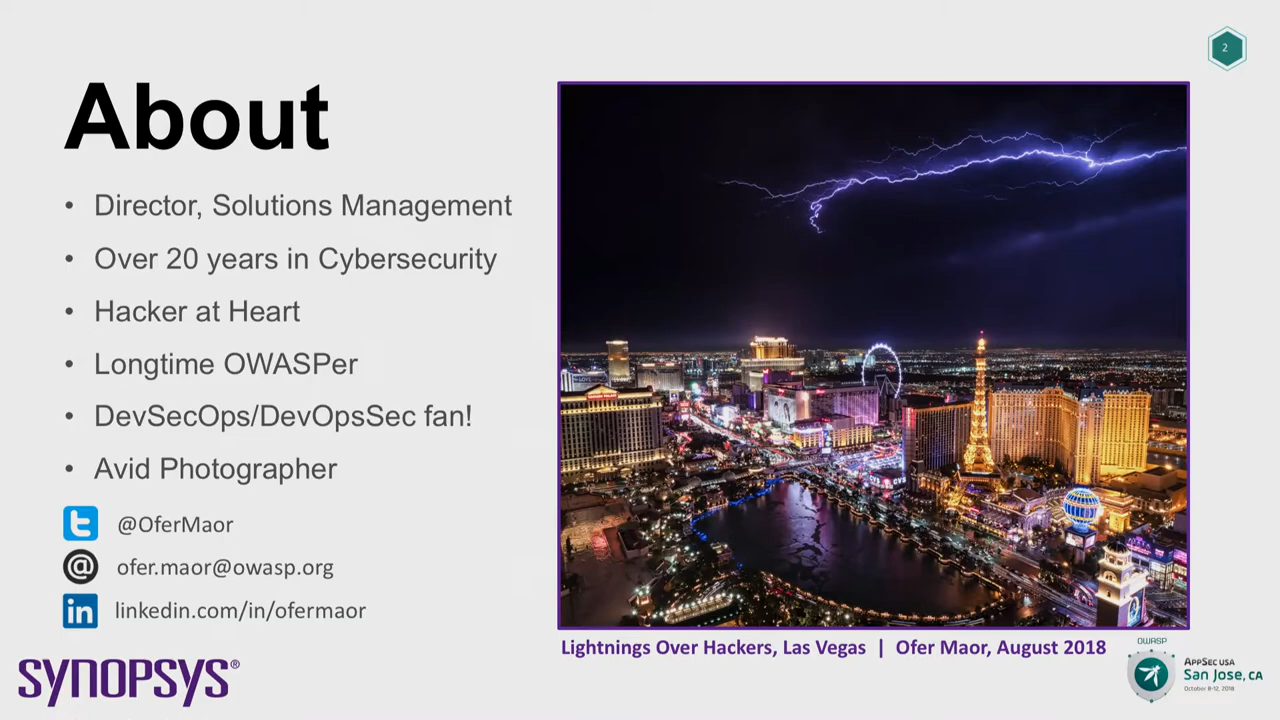 2
About
• Director, Solutions Management
• Over 20 years in Cybersecurity
• Hacker at Heart
• Longtime OWASPer
• DevSecOps/DevOpsSec fan!
• Avid Photographer
@OferMaor
@ ofer.maor@owasp.org
in linkedin.com/in/ofermaor
SYNOPSYS®
Lightnings Over Hackers, Las Vegas | Ofer Maor, August 2018
OWASP
AppSec USA
San Jose, CA
October 8-12, 2018